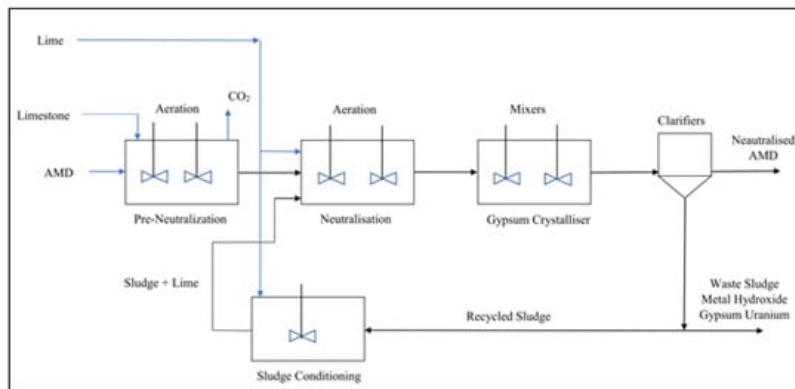 Lime
CO2
Aeration
Aeration
Mixers
Clarifiers
Limestone
Neautralised
AMD
AMD
Pre-Neutralization
Neutralisation
Gypsum Crystalliser
Sludge + Lime
Recycled Sludge
Waste Sludge
Metal Hydroxide
Gypsum Uranium
Sludge Conditioning